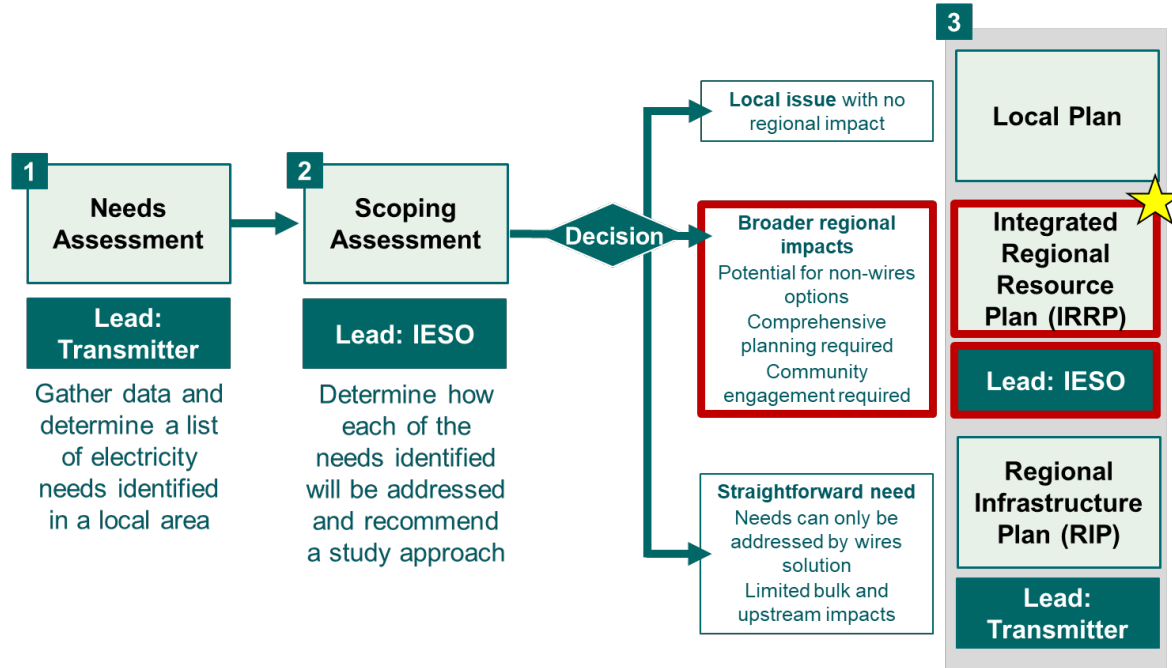 1
Needs
Assessment
Lead:
Transmitter
Gather data and
determine a list
of electricity
needs identified
in a local area
2
Scoping
Assessment
Lead: IESO
Determine how
each of the
needs identified
will be addressed
and recommend
a study approach
Decision
Local issue with no
regional impact
Broader regional
impacts
Potential for non-wires
options
Comprehensive
planning required
Community
engagement required
Straightforward need
Needs can only be
addressed by wires
solution
Limited bulk and
upstream impacts
3
Local Plan
Integrated
Regional
Resource
Plan (IRRP)
Lead: IESO
Regional
Infrastructure
Plan (RIP)
Lead:
Transmitter